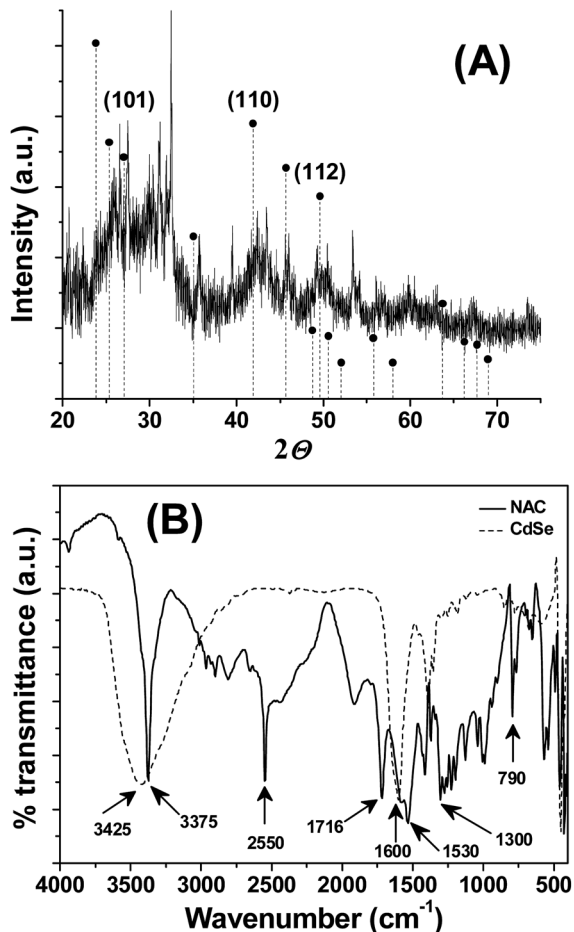 (A)
(101)
(110)
(112)
Intensity (a.u.)
20 30 40 50 60 70
2Θ
(B)
NAC
CdSe
% transmittance (a.u.)
3425
3375
2550
1716
1600
1530
1300
790
4000 3500 3000 2500 2000 1500 1000 500
Wavenumber (cm⁻¹)